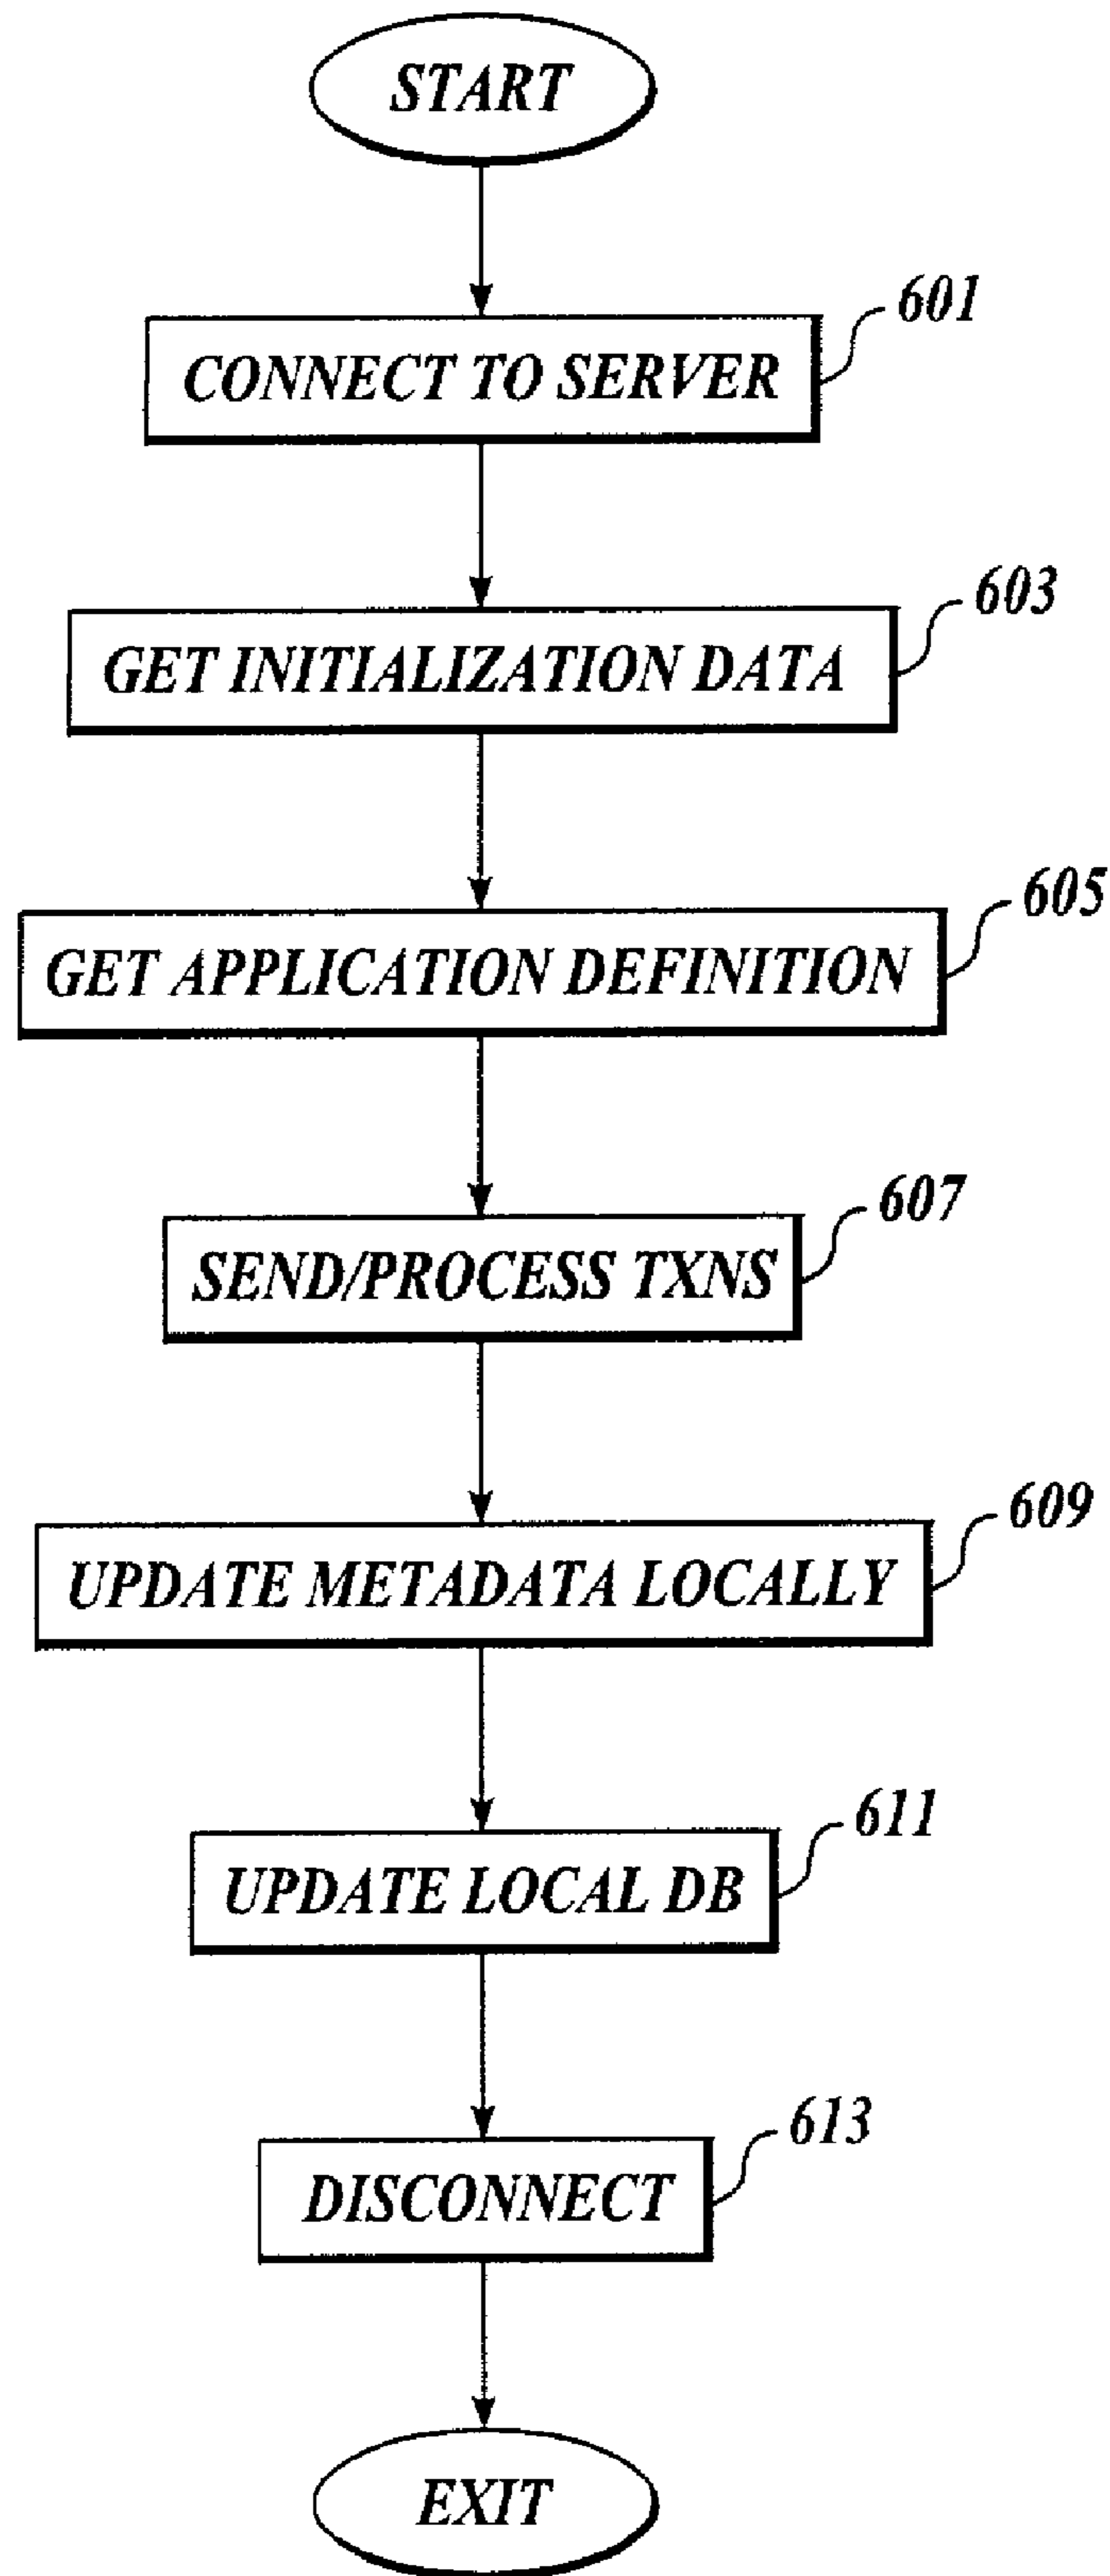 START
601
CONNECT TO SERVER
603
GET INITIALIZATION DATA
605
GET APPLICATION DEFINITION
607
SEND/PROCESS TXNS
609
UPDATE METADATA LOCALLY
611
UPDATE LOCAL DB
613
DISCONNECT
EXIT